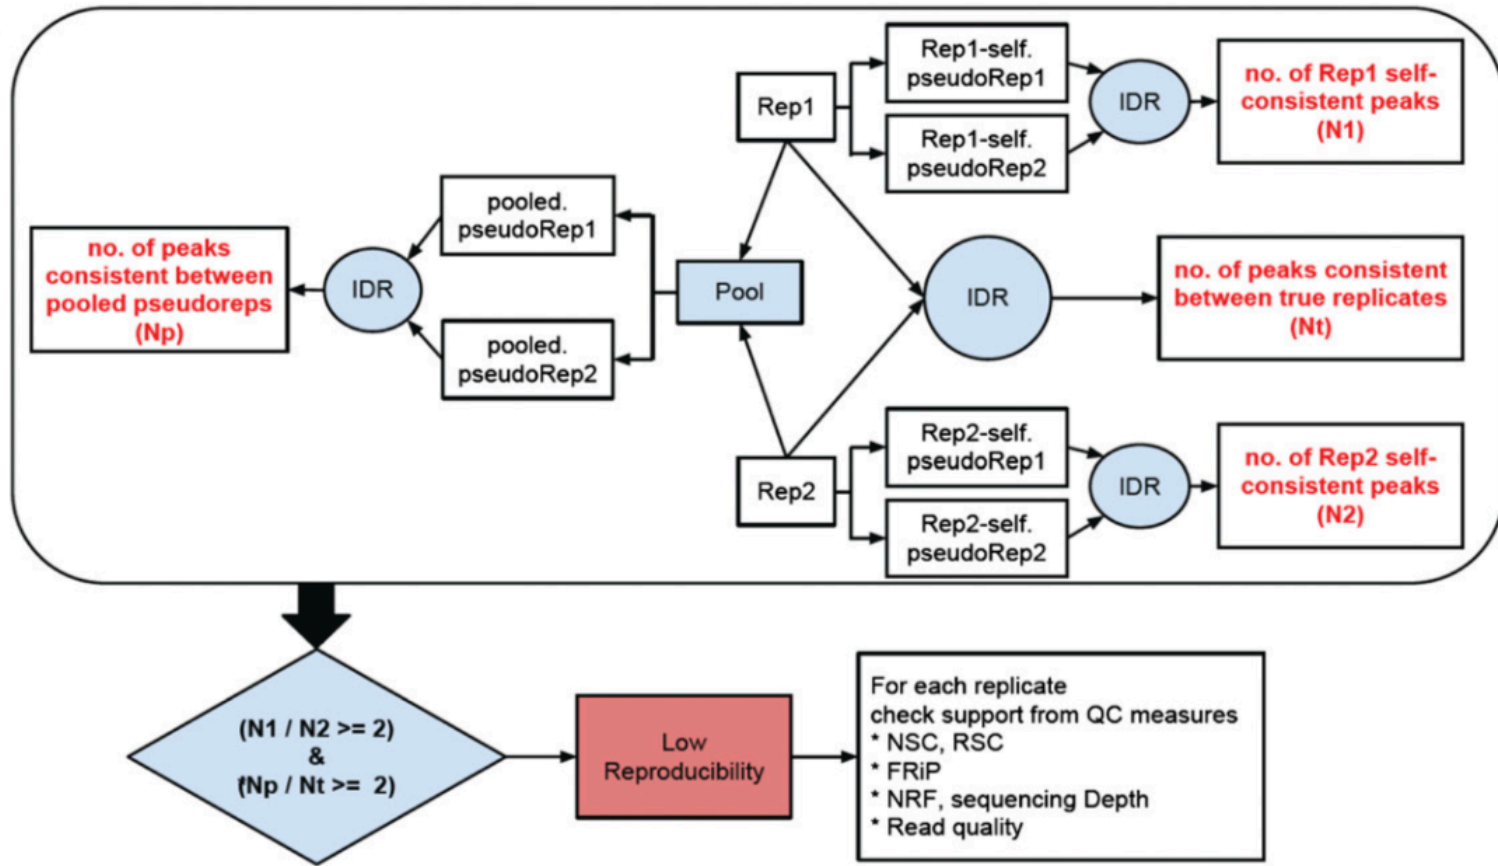 Rep1
Rep1-self.
pseudoRep1
Rep1-self.
pseudoRep2
IDR
no. of Rep1 self-
consistent peaks
(N1)
no. of peaks
consistent between
pooled pseudoreps
(Np)
IDR
pooled.
pseudoRep1
pooled.
pseudoRep2
Pool
IDR
no. of peaks consistent
between true replicates
(Nt)
Rep2
Rep2-self.
pseudoRep1
Rep2-self.
pseudoRep2
IDR
no. of Rep2 self-
consistent peaks
(N2)
(N1 / N2 >= 2)
&
(Np / Nt >= 2)
Low
Reproducibility
For each replicate
check support from QC measures
* NSC, RSC
* FRiP
* NRF, sequencing Depth
* Read quality